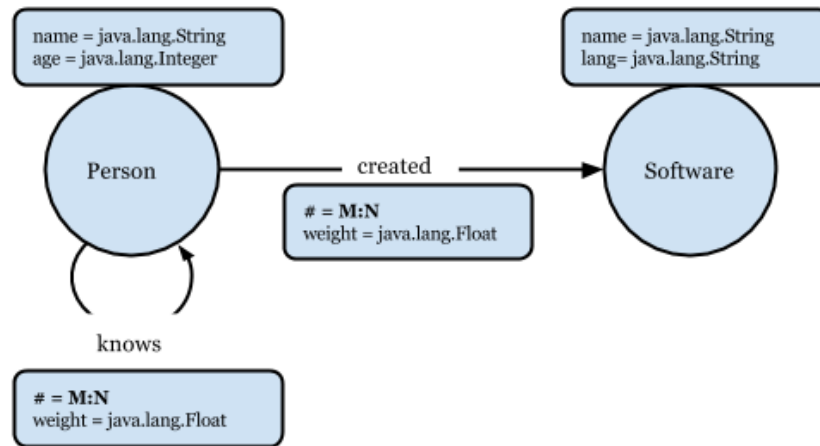 name = java.lang.String
age = java.lang.Integer
name = java.lang.String
lang= java.lang.String
Person
created
Software
# = M:N
weight = java.lang.Float
knows
# = M:N
weight = java.lang.Float